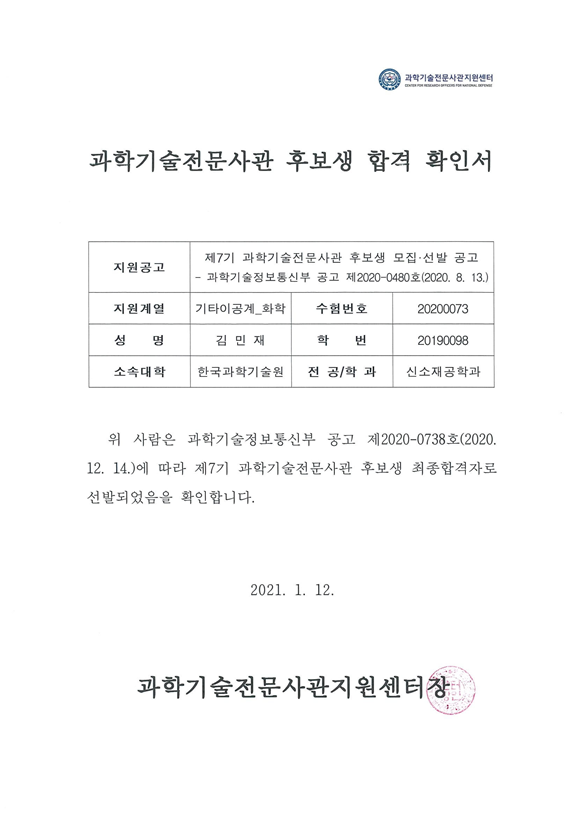 과학기술전문사관지원센터
CENTER FOR RESEARCH OFFICERS FOR NATIONAL DEFENSE
과학기술전문사관 후보생 합격 확인서
지원공고 제7기 과학기술전문사관 후보생 모집·선발 공고
- 과학기술정보통신부 공고 제2020-0480호(2020. 8. 13.)
지원계열 기타이공계_화학 수험번호 20200073
성 명 김 민 재 학 번 20190098
소속대학 한국과학기술원 전 공/학 과 신소재공학과
위 사람은 과학기술정보통신부 공고 제2020-0738호(2020.
12. 14.)에 따라 제7기 과학기술전문사관 후보생 최종합격자로
선발되었음을 확인합니다.
2021. 1. 12.
과학기술전문사관지원센터장